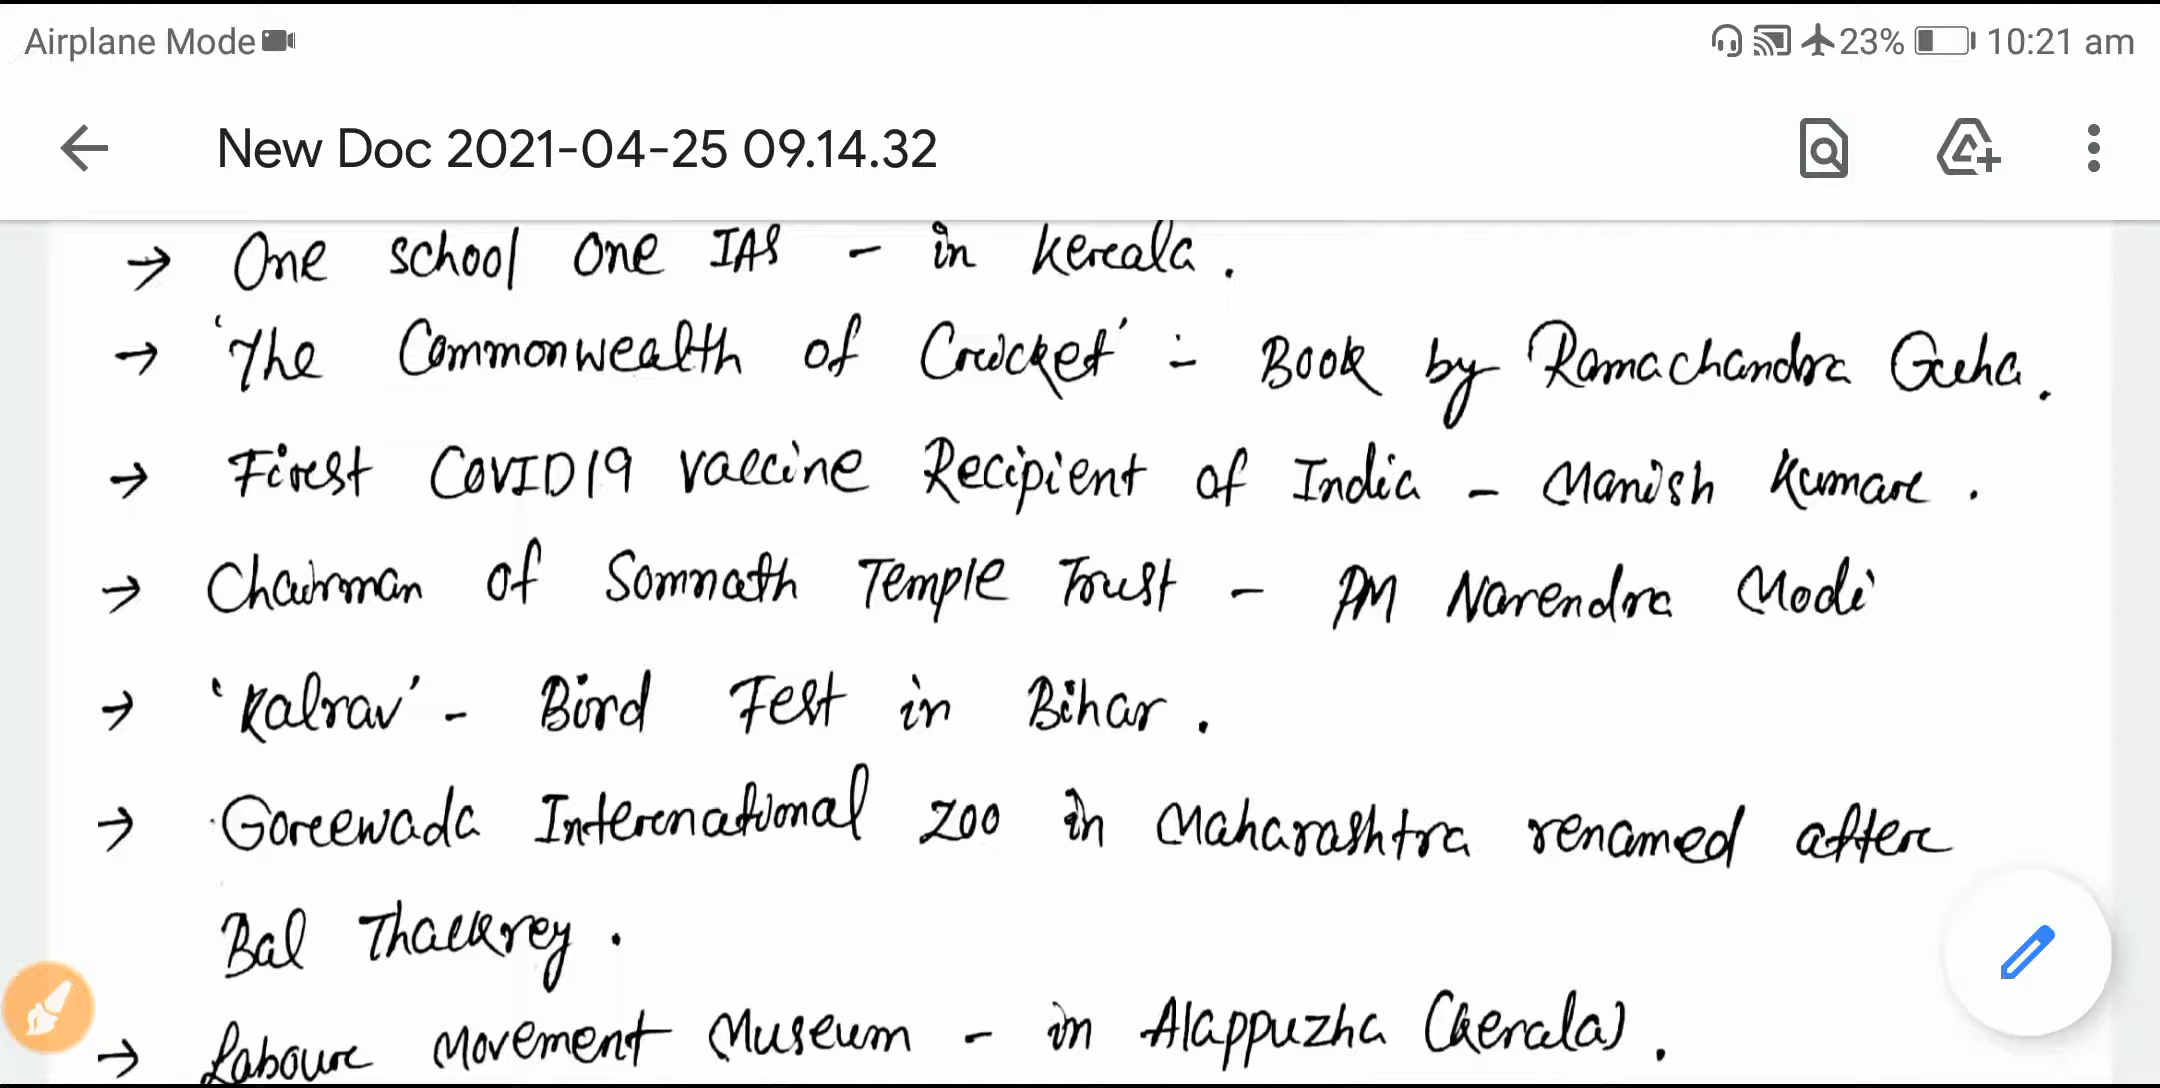 Airplane Mode 23% 10:21 am
New Doc 2021-04-25 09.14.32
→ One school One IAS - in kerala.
→ 'The Commonwealth of Cricket' :- Book by Ramachandra Guha.
→ First COVID19 vaccine Recipient of India - Manish Kumar.
→ Chairman of Somnath Temple Trust - PM Narendra Modi
→ 'Kalrav' - Bird Fest in Bihar.
→ Gorewada International zoo in Maharashtra renamed after
Bal Thackrey.
→ Labour Movement Museum - in Alappuzha (Kerala).